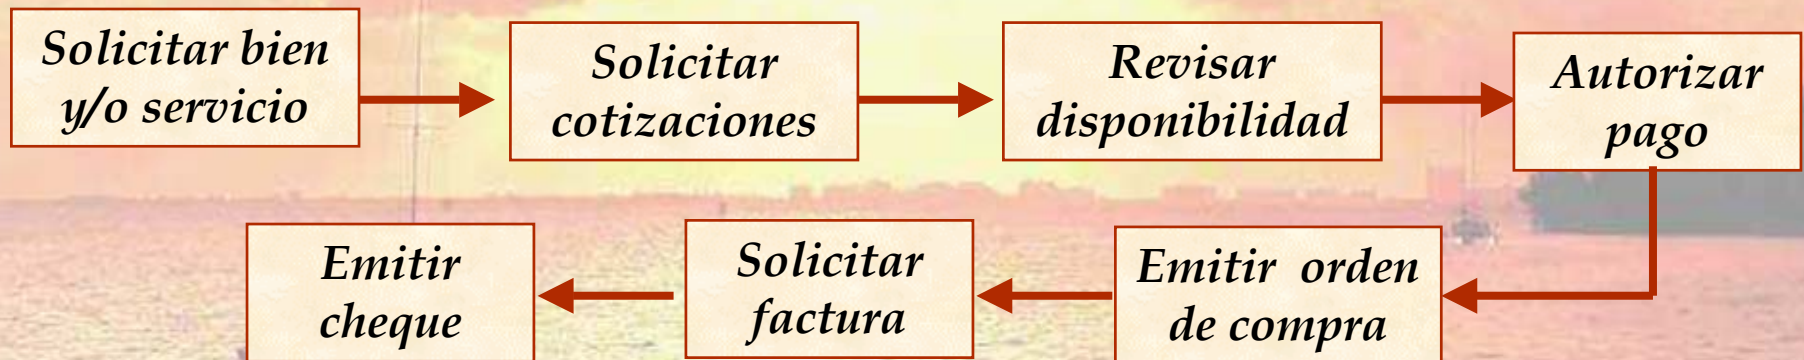 Solicitar bien
y/o servicio
Solicitar
cotizaciones
Revisar
disponibilidad
Autorizar
pago
Emitir orden
de compra
Solicitar
factura
Emitir
cheque